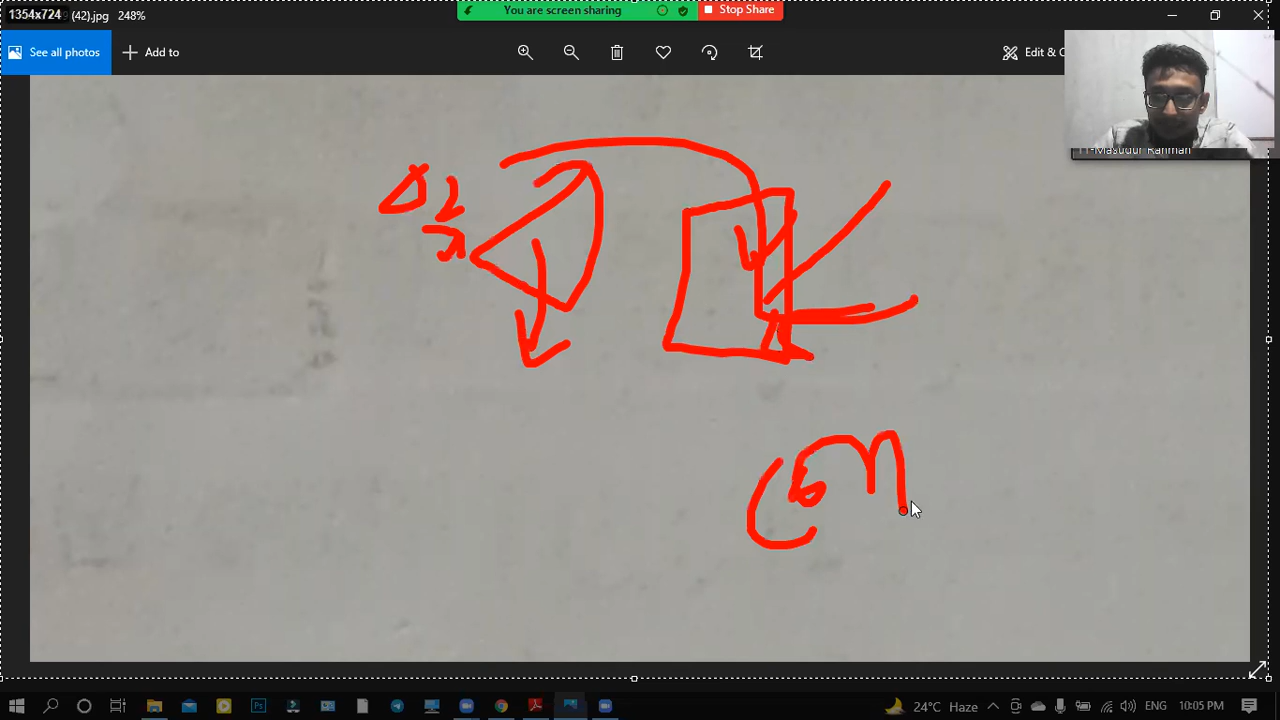 1354x724 (42).jpg 248%
You are screen sharing Stop Share
See all photos Add to Edit & C
Masudur Rahman
24°C Haze ENG 10:05 PM